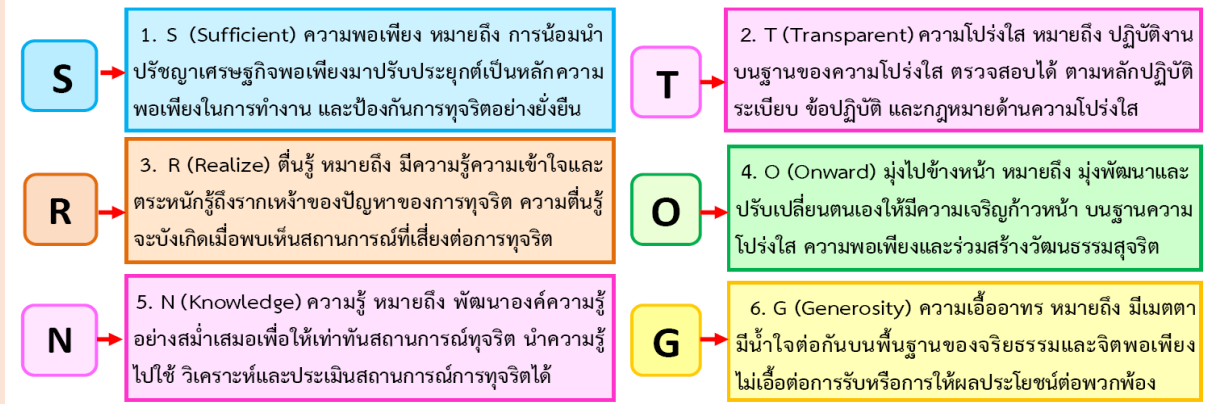 S
1. S (Sufficient) ความพอเพียง หมายถึง การน้อมนำ
ปรัชญาเศรษฐกิจพอเพียงมาปรับประยุกต์เป็นหลักความ
พอเพียงในการทำงาน และป้องกันการทุจริตอย่างยั่งยืน
T
2. T (Transparent) ความโปร่งใส หมายถึง ปฏิบัติงาน
บนฐานของความโปร่งใส ตรวจสอบได้ ตามหลักปฏิบัติ
ระเบียบ ข้อปฏิบัติ และกฎหมายด้านความโปร่งใส
R
3. R (Realize) ตื่นรู้ หมายถึง มีความรู้ความเข้าใจและ
ตระหนักรู้ถึงรากเหง้าของปัญหาของการทุจริต ความตื่นรู้
จะบังเกิดเมื่อพบเห็นสถานการณ์ที่เสี่ยงต่อการทุจริต
O
4. O (Onward) มุ่งไปข้างหน้า หมายถึง มุ่งพัฒนาและ
ปรับเปลี่ยนตนเองให้มีความเจริญก้าวหน้า บนฐานความ
โปร่งใส ความพอเพียงและร่วมสร้างวัฒนธรรมสุจริต
N
5. N (Knowledge) ความรู้ หมายถึง พัฒนาองค์ความรู้
อย่างสม่ำเสมอเพื่อให้เท่าทันสถานการณ์ทุจริต นำความรู้
ไปใช้ วิเคราะห์และประเมินสถานการณ์การทุจริตได้
G
6. G (Generosity) ความเอื้ออาทร หมายถึง มีเมตตา
มีน้ำใจต่อกันบนพื้นฐานของจริยธรรมและจิตพอเพียง
ไม่เอื้อต่อการรับหรือการให้ผลประโยชน์ต่อพวกพ้อง